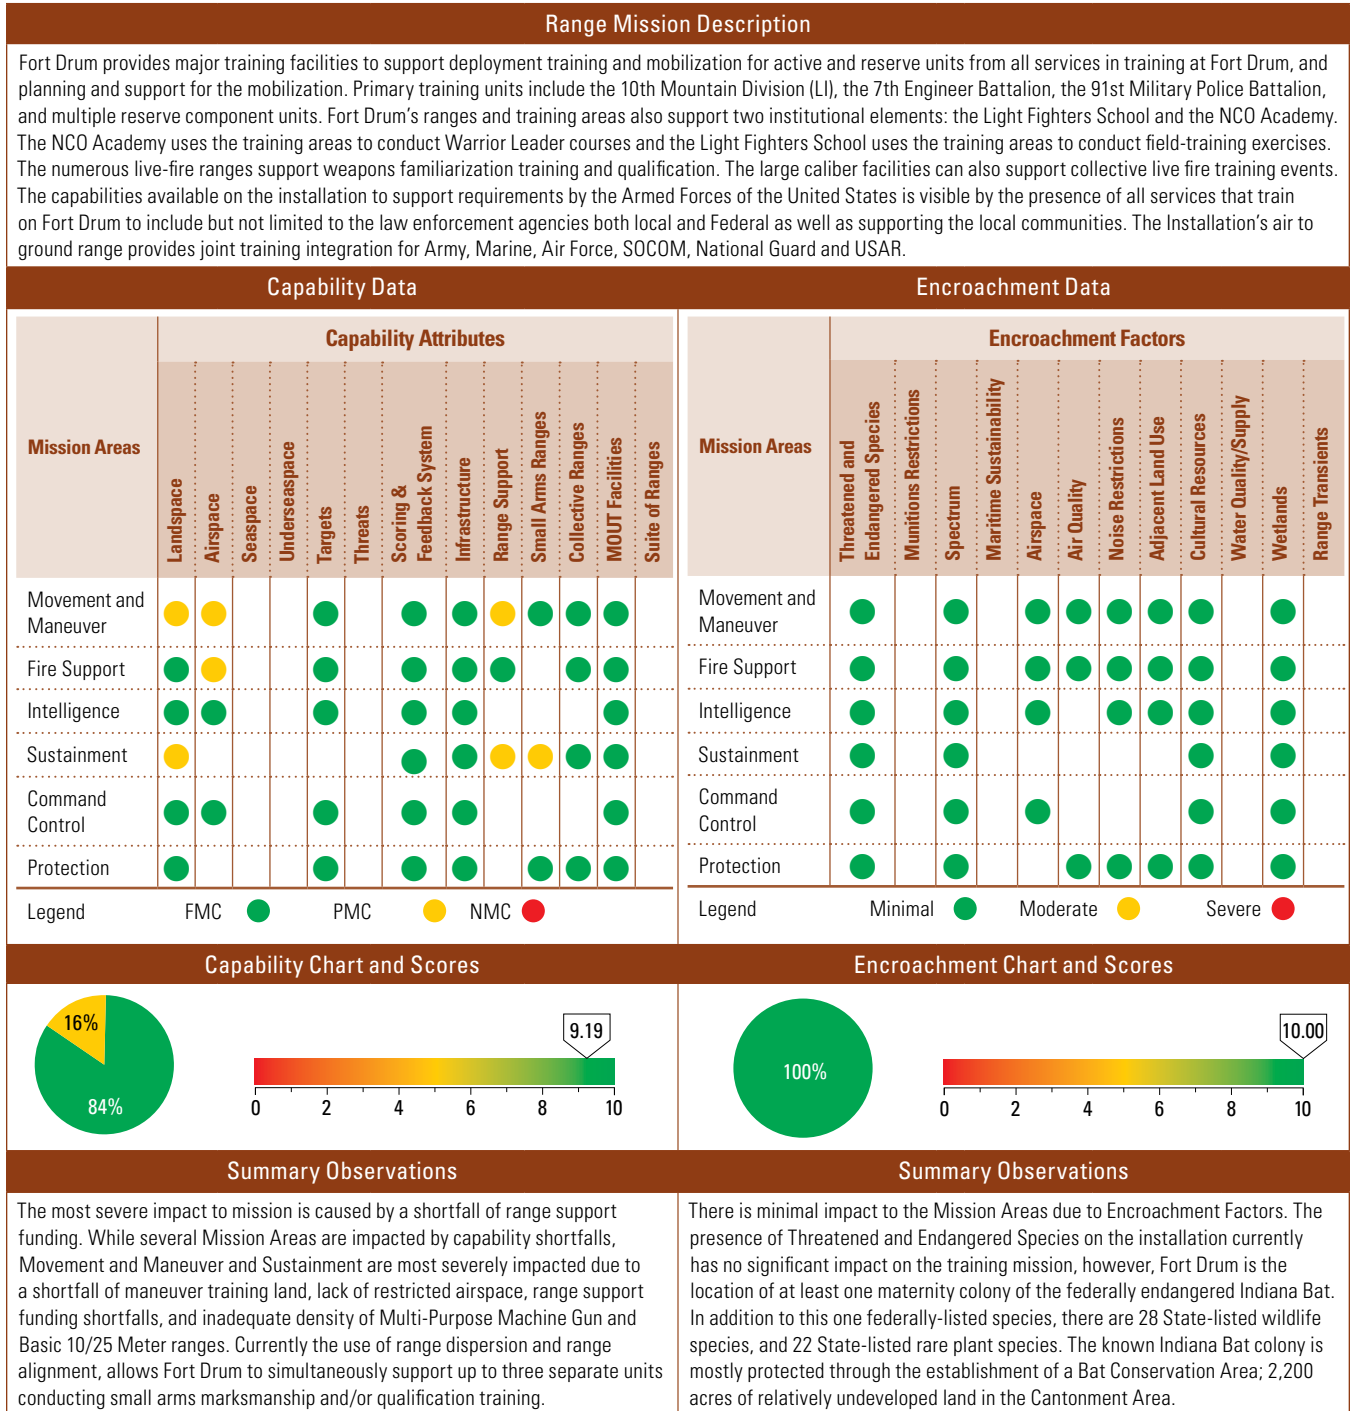 Range Mission Description
Fort Drum provides major training facilities to support deployment training and mobilization for active and reserve units from all services in training at Fort Drum, and
planning and support for the mobilization. Primary training units include the 10th Mountain Division (LI), the 7th Engineer Battalion, the 91st Military Police Battalion,
and multiple reserve component units. Fort Drum's ranges and training areas also support two institutional elements: the Light Fighters School and the NCO Academy.
The NCO Academy uses the training areas to conduct Warrior Leader courses and the Light Fighters School uses the training areas to conduct field-training exercises.
The numerous live-fire ranges support weapons familiarization training and qualification. The large caliber facilities can also support collective live fire training events.
The capabilities available on the installation to support requirements by the Armed Forces of the United States is visible by the presence of all services that train
on Fort Drum to include but not limited to the law enforcement agencies both local and Federal as well as supporting the local communities. The Installation's air to
ground range provides joint training integration for Army, Marine, Air Force, SOCOM, National Guard and USAR.
Capability Data
Mission Areas
Capability Attributes
Landspace
Airspace
Seaspace
Underseaspace
Targets
Threats
Scoring &
Feedback System
Infrastructure
Range Support
Small Arms Ranges
Collective Ranges
MOUT Facilities
Suite of Ranges
Movement and
Maneuver
Fire Support
Intelligence
Sustainment
Command
Control
Protection
Legend FMC PMC NMC
Encroachment Data
Mission Areas
Encroachment Factors
Threatened and
Endangered Species
Munitions Restrictions
Spectrum
Maritime Sustainability
Airspace
Air Quality
Noise Restrictions
Adjacent Land Use
Cultural Resources
Water Quality/Supply
Wetlands
Range Transients
Movement and
Maneuver
Fire Support
Intelligence
Sustainment
Command
Control
Protection
Legend Minimal Moderate Severe
Capability Chart and Scores
16%
84%
9.19
0 2 4 6 8 10
Encroachment Chart and Scores
100%
10.00
0 2 4 6 8 10
Summary Observations
The most severe impact to mission is caused by a shortfall of range support
funding. While several Mission Areas are impacted by capability shortfalls,
Movement and Maneuver and Sustainment are most severely impacted due to
a shortfall of maneuver training land, lack of restricted airspace, range support
funding shortfalls, and inadequate density of Multi-Purpose Machine Gun and
Basic 10/25 Meter ranges. Currently the use of range dispersion and range
alignment, allows Fort Drum to simultaneously support up to three separate units
conducting small arms marksmanship and/or qualification training.
Summary Observations
There is minimal impact to the Mission Areas due to Encroachment Factors. The
presence of Threatened and Endangered Species on the installation currently
has no significant impact on the training mission, however, Fort Drum is the
location of at least one maternity colony of the federally endangered Indiana Bat.
In addition to this one federally-listed species, there are 28 State-listed wildlife
species, and 22 State-listed rare plant species. The known Indiana Bat colony is
mostly protected through the establishment of a Bat Conservation Area; 2,200
acres of relatively undeveloped land in the Cantonment Area.